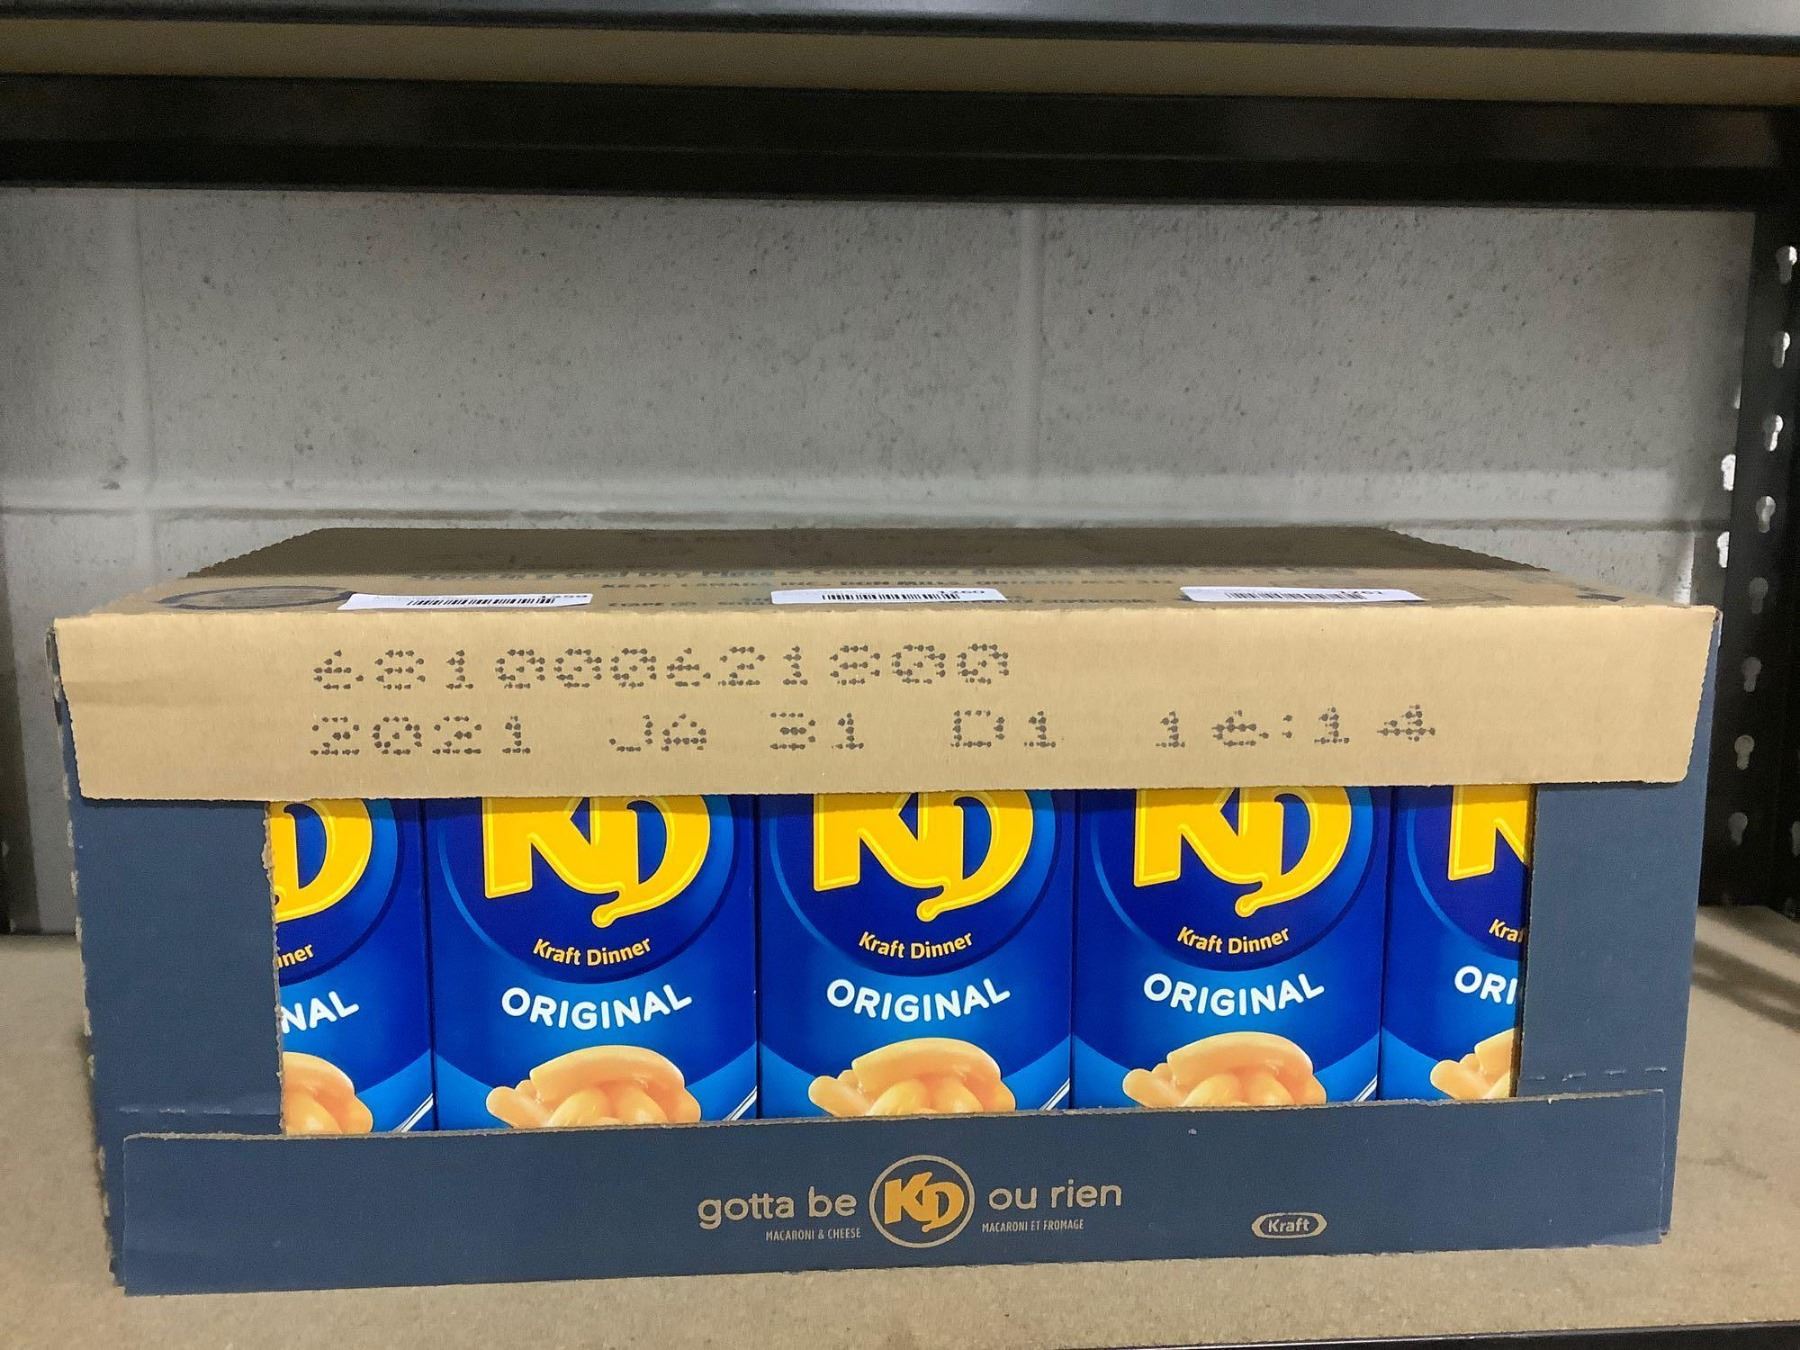 681000621800
2021 JA 31 D1 16:14
KD KD KD
Kraft Dinner Kraft Dinner Kraft Dinner
ORIGINAL ORIGINAL ORIGINAL
gotta be KD ou rien
MACARONI & CHEESE MACARONI ET FROMAGE
Kraft